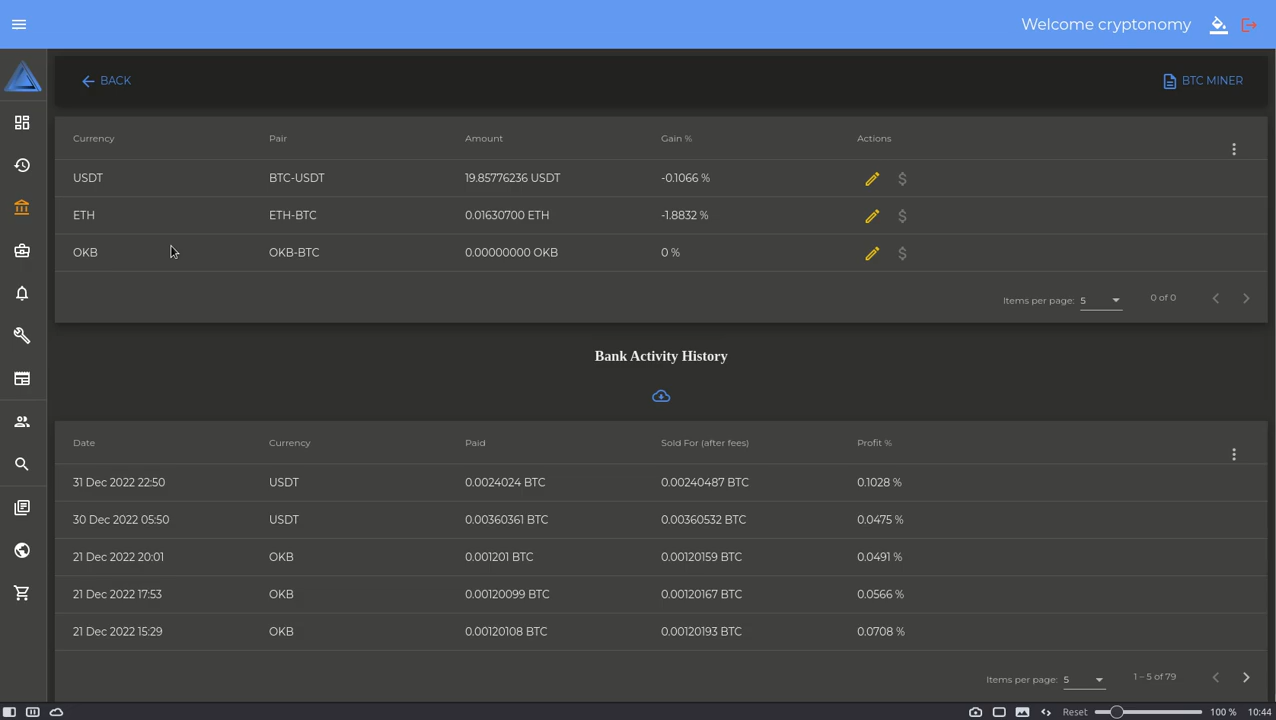 Welcome cryptonomy
BACK
BTC MINER
Currency Pair Amount Gain % Actions
USDT BTC-USDT 19.85776236 USDT -0.1066 %
ETH ETH-BTC 0.01630700 ETH -1.8832 %
OKB OKB-BTC 0.00000000 OKB 0 %
Items per page: 5 0 of 0
Bank Activity History
Date Currency Paid Sold For (after fees) Profit %
31 Dec 2022 22:50 USDT 0.0024024 BTC 0.00240487 BTC 0.1028 %
30 Dec 2022 05:50 USDT 0.00360361 BTC 0.00360532 BTC 0.0475 %
21 Dec 2022 20:01 OKB 0.001201 BTC 0.00120159 BTC 0.0491 %
21 Dec 2022 17:53 OKB 0.00120099 BTC 0.00120167 BTC 0.0566 %
21 Dec 2022 15:29 OKB 0.00120108 BTC 0.00120193 BTC 0.0708 %
Items per page: 5 1 – 5 of 79
Reset 100 % 10:44